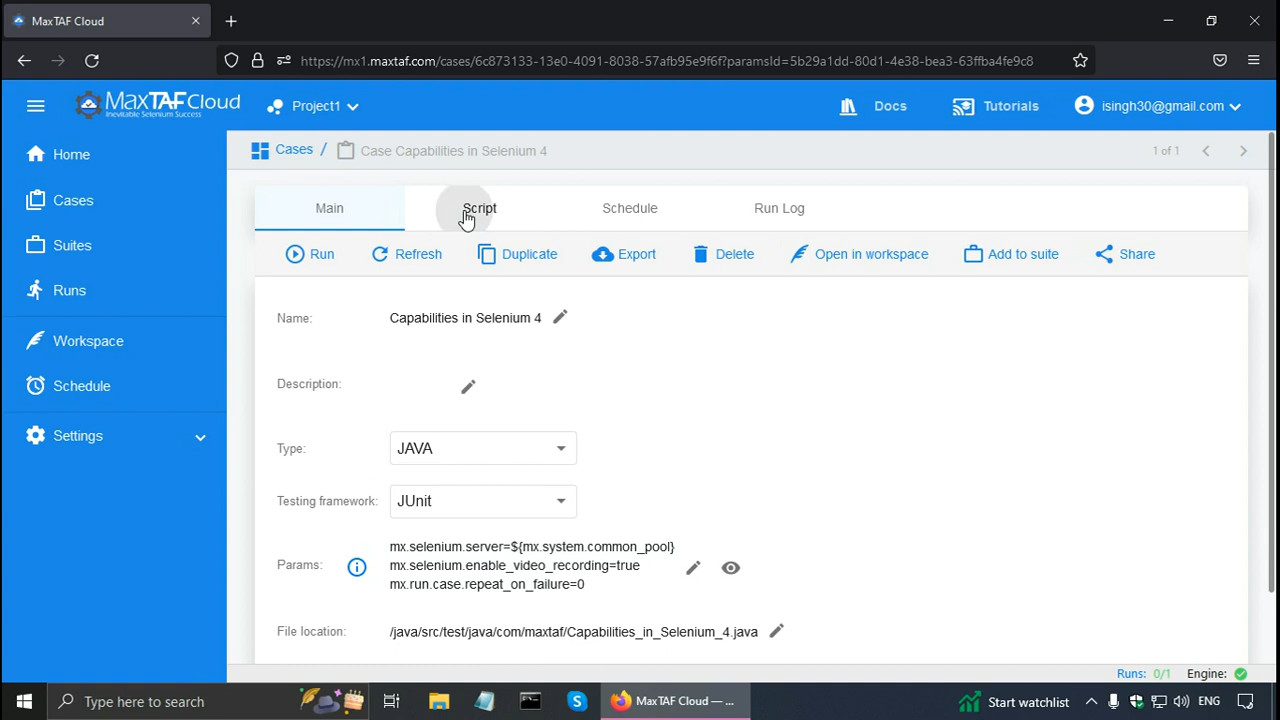 MaxTAF Cloud
https://mx1.maxtaf.com/cases/6c873133-13e0-4091-8038-57afb95e9f6f?paramsId=5b29a1dd-80d1-4e38-bea3-63ffba4fe9c8
MaxTAFCloud
Inevitable Selenium Success
Project1
Docs
Tutorials
isingh30@gmail.com
Home
Cases
Suites
Runs
Workspace
Schedule
Settings
Cases / Case Capabilities in Selenium 4
1 of 1
Main
Script
Schedule
Run Log
Run
Refresh
Duplicate
Export
Delete
Open in workspace
Add to suite
Share
Name: Capabilities in Selenium 4
Description:
Type: JAVA
Testing framework: JUnit
Params:
mx.selenium.server=${mx.system.common_pool}
mx.selenium.enable_video_recording=true
mx.run.case.repeat_on_failure=0
File location: /java/src/test/java/com/maxtaf/Capabilities_in_Selenium_4.java
Runs: 0/1
Engine:
Type here to search
MaxTAF Cloud — ...
Start watchlist
ENG